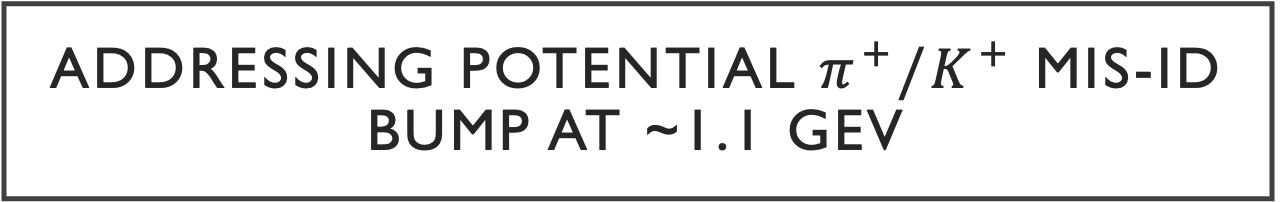 ADDRESSING POTENTIAL π⁺/K⁺ MIS-ID
BUMP AT ~1.1 GEV